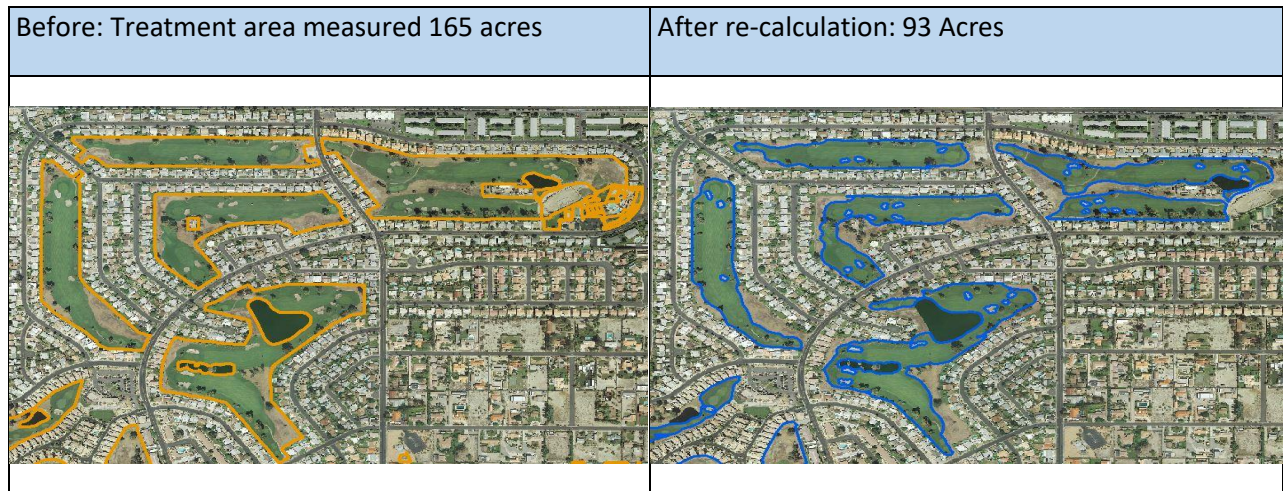 Before: Treatment area measured 165 acres
After re-calculation: 93 Acres